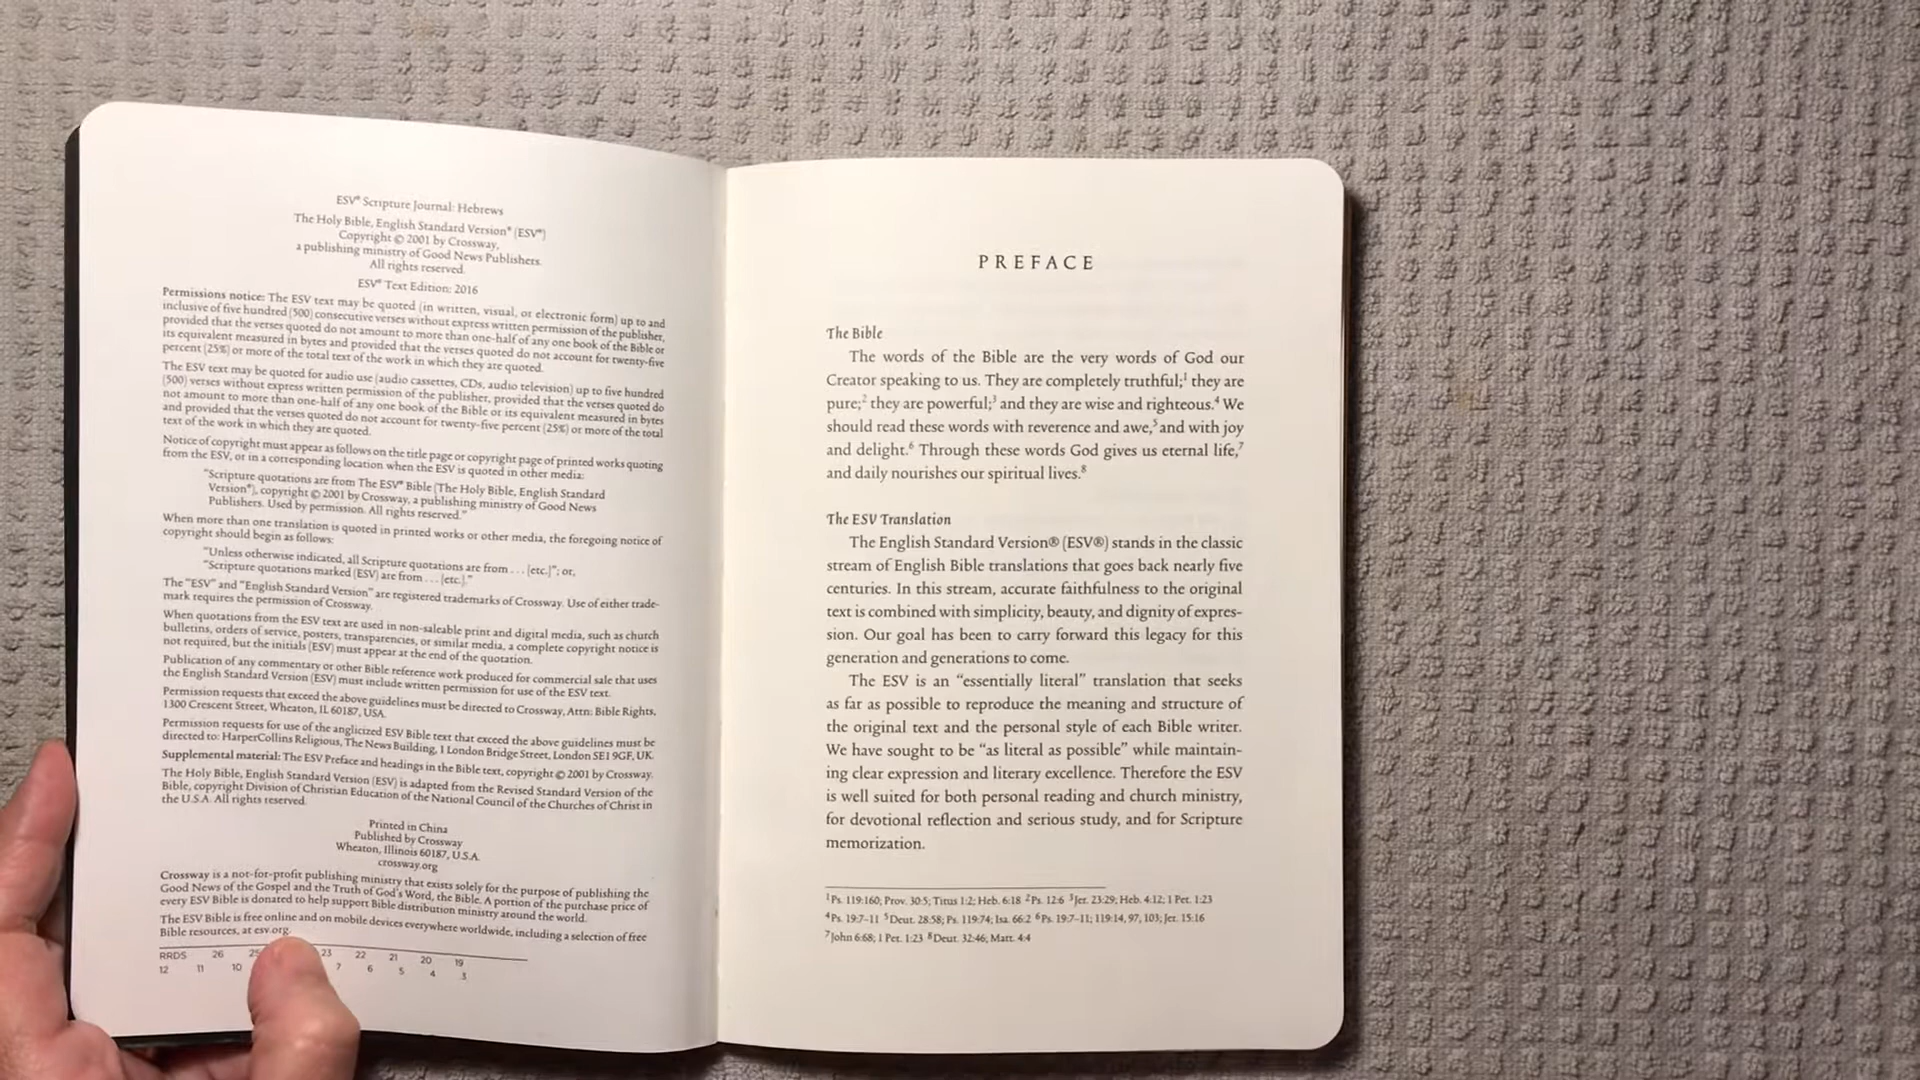 ESV® Scripture Journal: Hebrews
The Holy Bible, English Standard Version® (ESV®)
Copyright © 2001 by Crossway,
a publishing ministry of Good News Publishers.
All rights reserved.
ESV® Text Edition: 2016
Permissions notice: The ESV text may be quoted (in written, visual, or electronic form) up to and
inclusive of five hundred (500) consecutive verses without express written permission of the publisher,
provided that the verses quoted do not amount to more than one-half of any one book of the Bible or
its equivalent measured in bytes and provided that the verses quoted do not account for twenty-five
percent (25%) or more of the total text of the work in which they are quoted.
The ESV text may be quoted for audio use (audio cassettes, CDs, audio television) up to five hundred
(500) verses without express written permission of the publisher, provided that the verses quoted do
not amount to more than one-half of any one book of the Bible or its equivalent measured in bytes
and provided that the verses quoted do not account for twenty-five percent (25%) or more of the total
text of the work in which they are quoted.
Notice of copyright must appear as follows on the title page or copyright page of printed works quoting
from the ESV, or in a corresponding location when the ESV is quoted in other media:
"Scripture quotations are from The ESV® Bible (The Holy Bible, English Standard
Version®), copyright © 2001 by Crossway, a publishing ministry of Good News
Publishers. Used by permission. All rights reserved."
When more than one translation is quoted in printed works or other media, the foregoing notice of
copyright should begin as follows:
"Unless otherwise indicated, all Scripture quotations are from . . . [etc.]"; or,
"Scripture quotations marked (ESV) are from . . . [etc.]."
The "ESV" and "English Standard Version" are registered trademarks of Crossway. Use of either trade-
mark requires the permission of Crossway.
When quotations from the ESV text are used in non-saleable print and digital media, such as church
bulletins, orders of service, posters, transparencies, or similar media, a complete copyright notice is
not required, but the initials (ESV) must appear at the end of the quotation.
Publication of any commentary or other Bible reference work produced for commercial sale that uses
the English Standard Version (ESV) must include written permission for use of the ESV text.
Permission requests that exceed the above guidelines must be directed to Crossway, Attn: Bible Rights,
1300 Crescent Street, Wheaton, IL 60187, USA.
Permission requests for use of the anglicized ESV Bible text that exceed the above guidelines must be
directed to: HarperCollins Religious, The News Building, 1 London Bridge Street, London SE1 9GF, UK.
Supplemental material: The ESV Preface and headings in the Bible text, copyright © 2001 by Crossway.
The Holy Bible, English Standard Version (ESV) is adapted from the Revised Standard Version of the
Bible, copyright Division of Christian Education of the National Council of the Churches of Christ in
the U.S.A. All rights reserved.
Printed in China
Published by Crossway
Wheaton, Illinois 60187, U.S.A.
crossway.org
Crossway is a not-for-profit publishing ministry that exists solely for the purpose of publishing the
Good News of the Gospel and the Truth of God's Word, the Bible. A portion of the purchase price of
every ESV Bible is donated to help support Bible distribution ministry around the world.
The ESV Bible is free online and on mobile devices everywhere worldwide, including a selection of free
Bible resources, at esv.org.
RRDS 26 23 22 21 20 19
12 11 10 7 6 5 4 3
PREFACE
The Bible
The words of the Bible are the very words of God our
Creator speaking to us. They are completely truthful;¹ they are
pure;² they are powerful;³ and they are wise and righteous.⁴ We
should read these words with reverence and awe,⁵ and with joy
and delight.⁶ Through these words God gives us eternal life,⁷
and daily nourishes our spiritual lives.⁸
The ESV Translation
The English Standard Version® (ESV®) stands in the classic
stream of English Bible translations that goes back nearly five
centuries. In this stream, accurate faithfulness to the original
text is combined with simplicity, beauty, and dignity of expres-
sion. Our goal has been to carry forward this legacy for this
generation and generations to come.
The ESV is an "essentially literal" translation that seeks
as far as possible to reproduce the meaning and structure of
the original text and the personal style of each Bible writer.
We have sought to be "as literal as possible" while maintain-
ing clear expression and literary excellence. Therefore the ESV
is well suited for both personal reading and church ministry,
for devotional reflection and serious study, and for Scripture
memorization.
¹Ps. 119:160; Prov. 30:5; Titus 1:2; Heb. 6:18 ²Ps. 12:6 ³Jer. 23:29; Heb. 4:12; 1 Pet. 1:23
⁴Ps. 19:7–11 ⁵Deut. 28:58; Ps. 119:74; Isa. 66:2 ⁶Ps. 19:7–11; 119:14, 97, 103; Jer. 15:16
⁷John 6:68; 1 Pet. 1:23 ⁸Deut. 32:46; Matt. 4:4